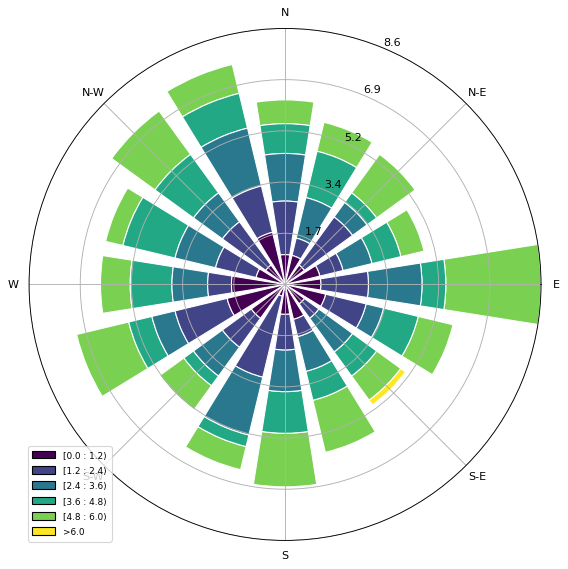 N
8.6
N-W
N-E
6.9
5.2
3.4
1.7
W
E
S-W
S-E
S
[0.0 : 1.2)
[1.2 : 2.4)
[2.4 : 3.6)
[3.6 : 4.8)
[4.8 : 6.0)
>6.0